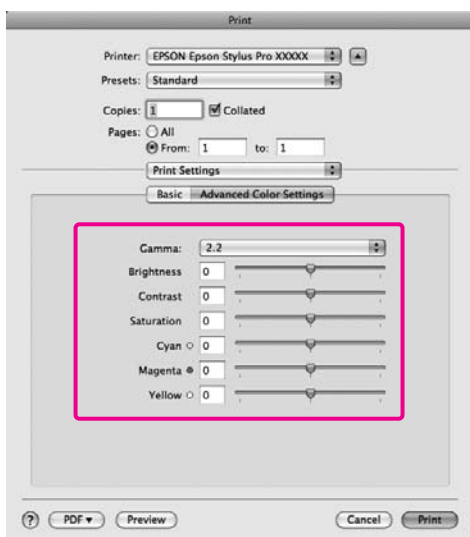 Print
Printer: EPSON Epson Stylus Pro XXXXX
Presets: Standard
Copies: 1 Collated
Pages: All
From: 1 to: 1
Print Settings
Basic Advanced Color Settings
Gamma: 2.2
Brightness 0
Contrast 0
Saturation 0
Cyan 0
Magenta 0
Yellow 0
? PDF Preview Cancel Print